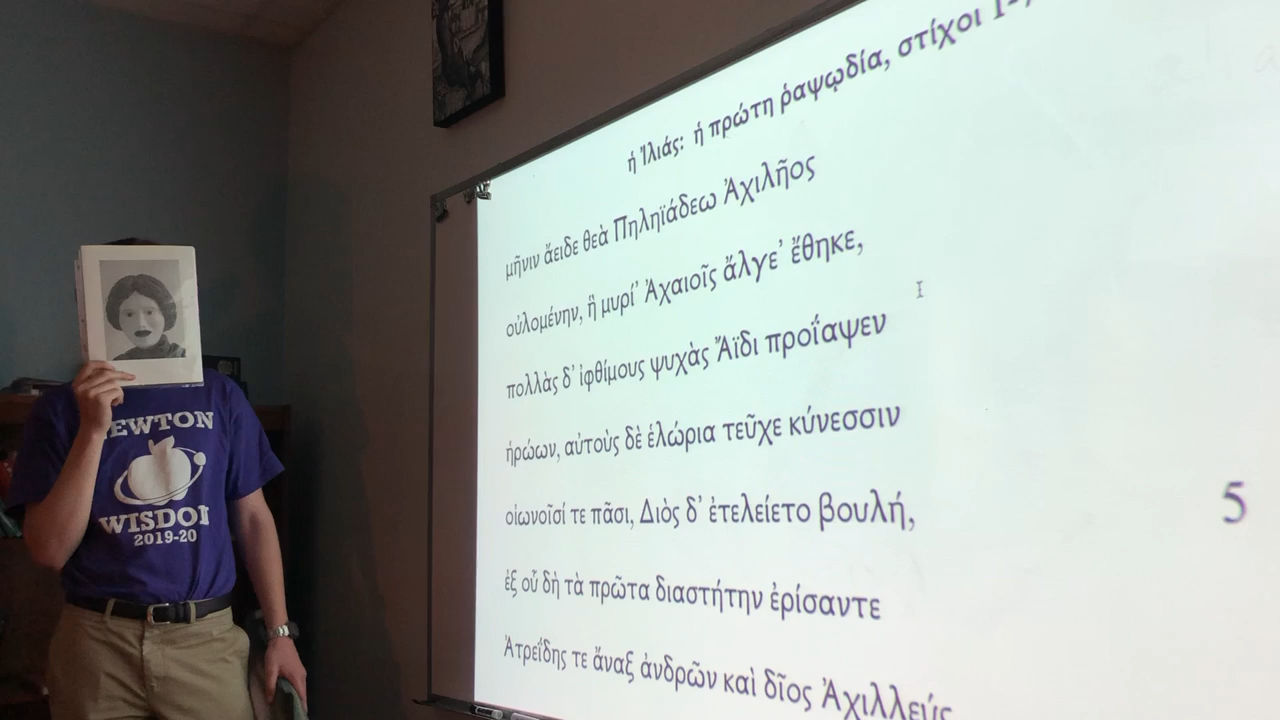 ἡ Ἰλιάς: ἡ πρώτη ῥαψῳδία, στίχοι
μῆνιν ἄειδε θεὰ Πηληϊάδεω Ἀχιλῆος
οὐλομένην, ἣ μυρί’ Ἀχαιοῖς ἄλγε’ ἔθηκε,
πολλὰς δ’ ἰφθίμους ψυχὰς Ἄϊδι προΐαψεν
ἡρώων, αὐτοὺς δὲ ἑλώρια τεῦχε κύνεσσιν
οἰωνοῖσί τε πᾶσι, Διὸς δ’ ἐτελείετο βουλή, 5
ἐξ οὗ δὴ τὰ πρῶτα διαστήτην ἐρίσαντε
Ἀτρεΐδης τε ἄναξ ἀνδρῶν καὶ δῖος Ἀχιλλεύς
NEWTON
WISDOM
2019-20